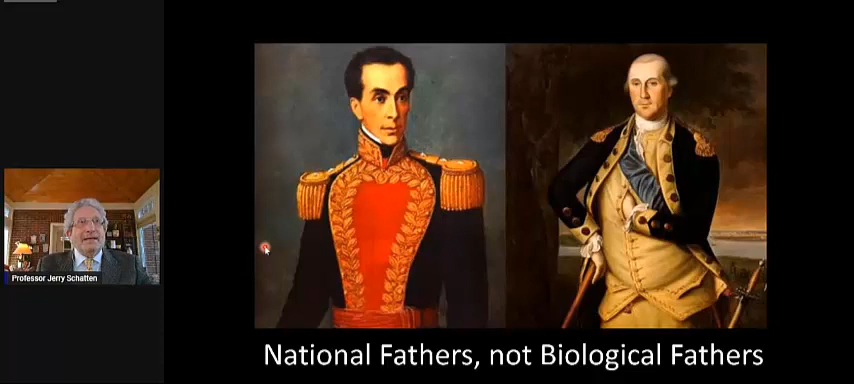 Professor Jerry Schatten
National Fathers, not Biological Fathers